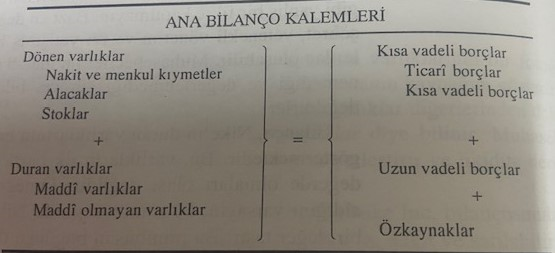 ANA BİLANÇO KALEMLERİ
Dönen varlıklar
Nakit ve menkul kıymetler
Alacaklar
Stoklar
+
Duran varlıklar
Maddî varlıklar
Maddî olmayan varlıklar
=
Kısa vadeli borçlar
Ticarî borçlar
Kısa vadeli borçlar
+
Uzun vadeli borçlar
+
Özkaynaklar